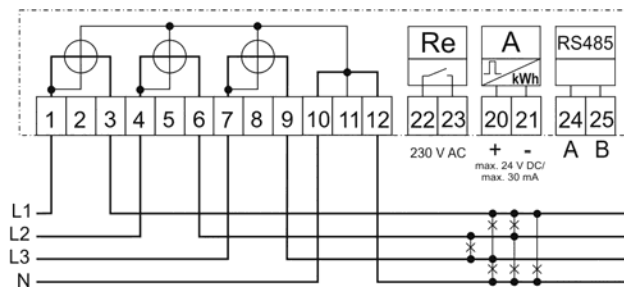 Re A RS485
kWh
1 2 3 4 5 6 7 8 9 10 11 12 22 23 20 21 24 25
230 V AC + - A B
max. 24 V DC/
max. 30 mA
L1
L2
L3
N